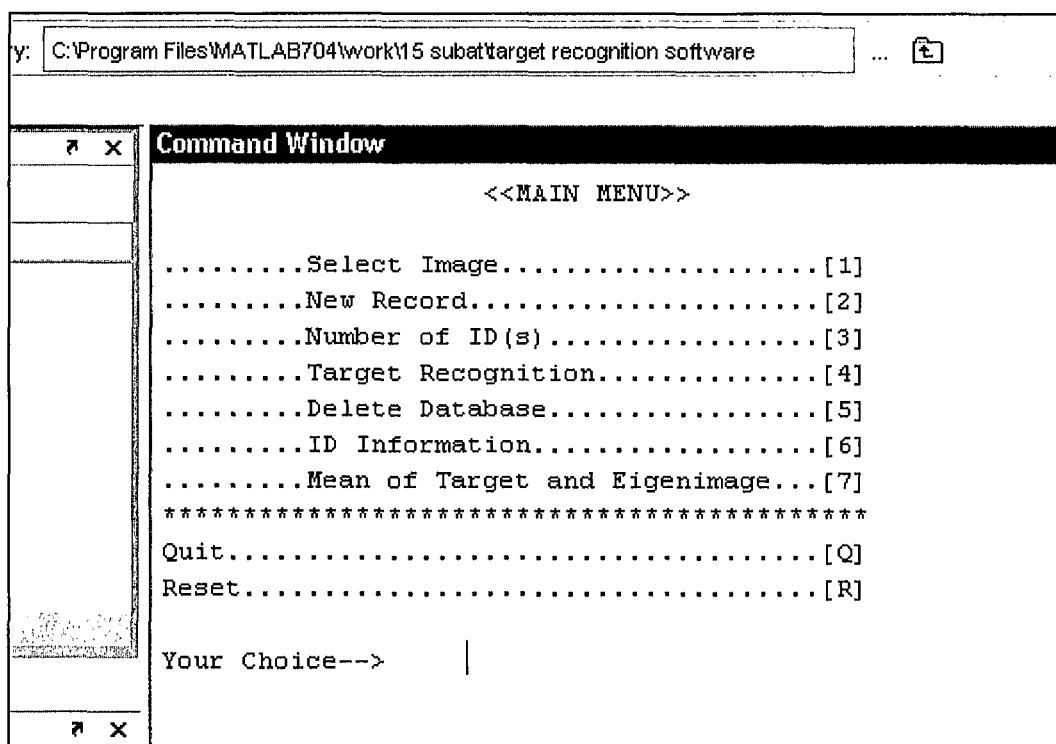 y: C:\Program Files\MATLAB704\work\15 subat\target recognition software ...
Command Window
<<MAIN MENU>>
.........Select Image....................[1]
.........New Record......................[2]
.........Number of ID(s).................[3]
.........Target Recognition..............[4]
.........Delete Database.................[5]
.........ID Information..................[6]
.........Mean of Target and Eigenimage...[7]
*********************************************
Quit.....................................[Q]
Reset....................................[R]
Your Choice-->